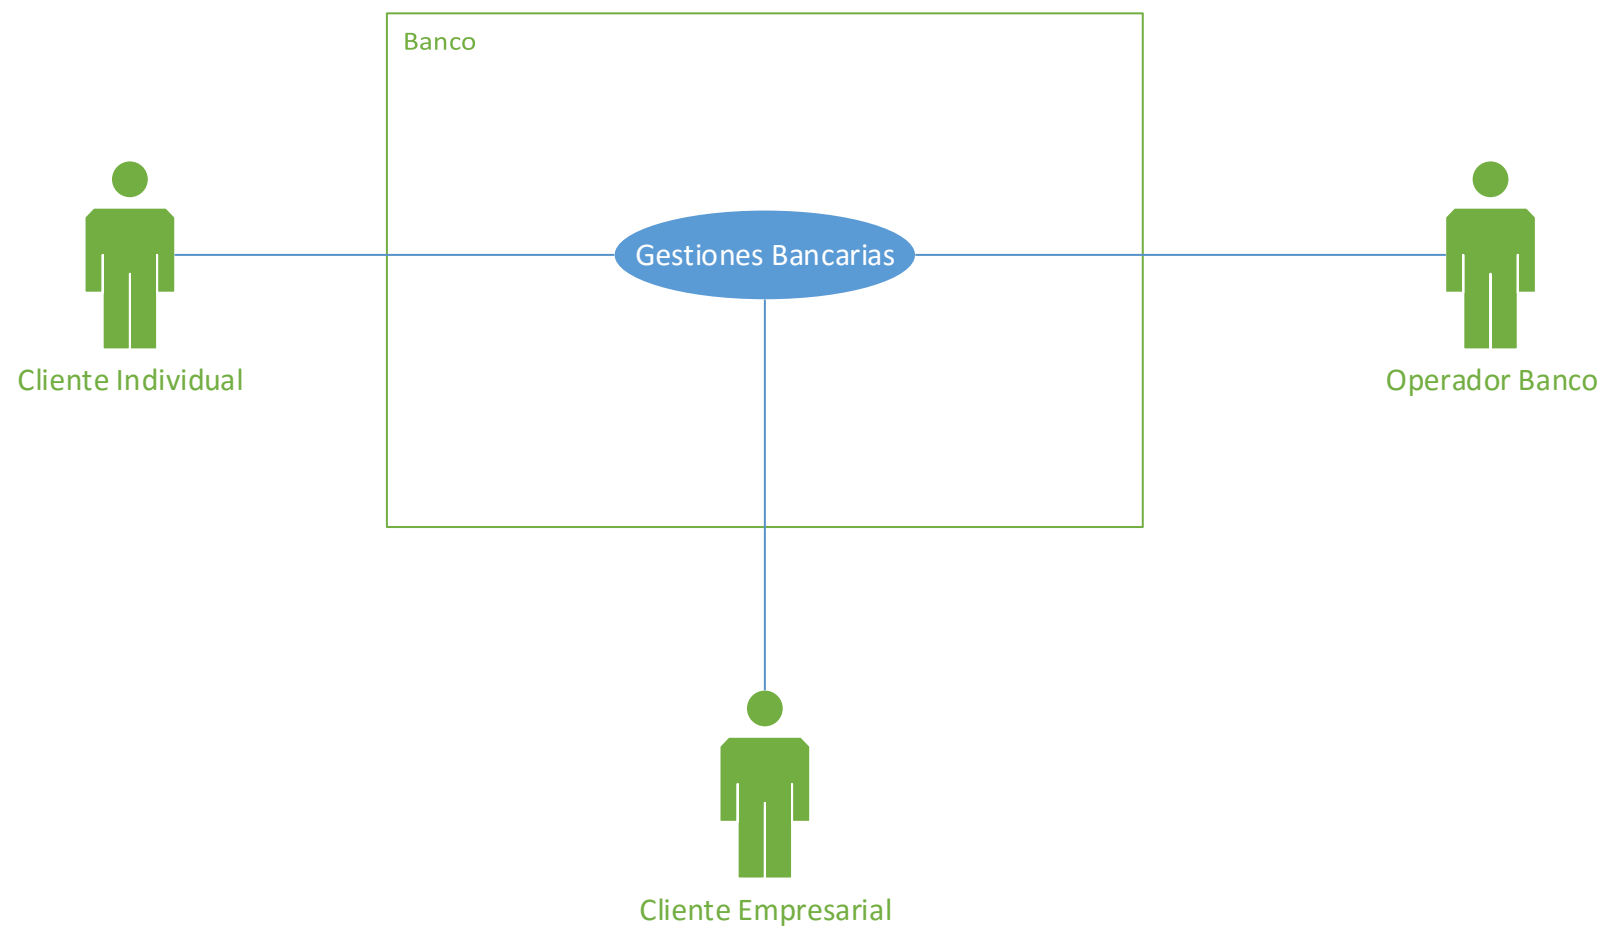 Banco
Gestiones Bancarias
Cliente Individual
Operador Banco
Cliente Empresarial